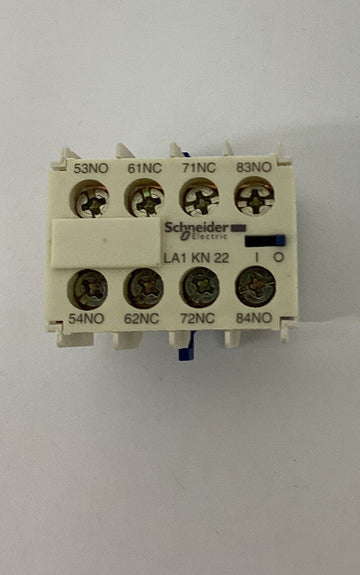 53NO 61NC 71NC 83NO
Schneider
Electric
LA1 KN 22 I O
54NO 62NC 72NC 84NO